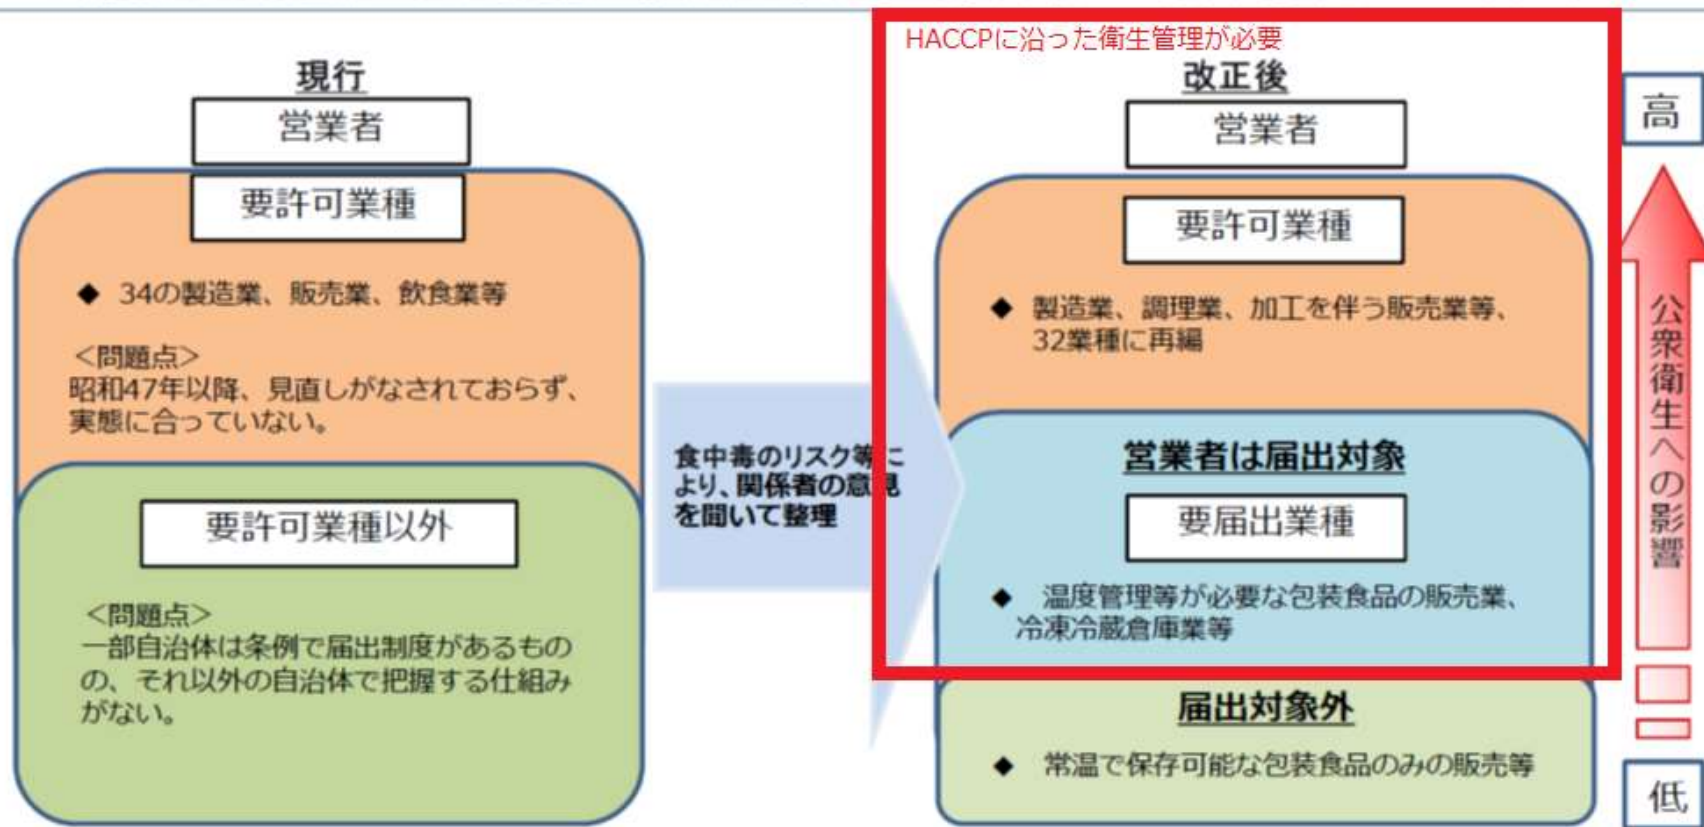 現行
営業者
要許可業種
◆ 34の製造業、販売業、飲食業等
<問題点>
昭和47年以降、見直しがなされておらず、
実態に合っていない。
要許可業種以外
<問題点>
一部自治体は条例で届出制度があるもの
の、それ以外の自治体で把握する仕組み
がない。
食中毒のリスク等に
より、関係者の意見
を聞いて整理
HACCPに沿った衛生管理が必要
改正後
営業者
要許可業種
◆ 製造業、調理業、加工を伴う販売業等、
32業種に再編
営業者は届出対象
要届出業種
◆ 温度管理等が必要な包装食品の販売業、
冷凍冷蔵倉庫業等
届出対象外
◆ 常温で保存可能な包装食品のみの販売等
高
公衆衛生への影響
低